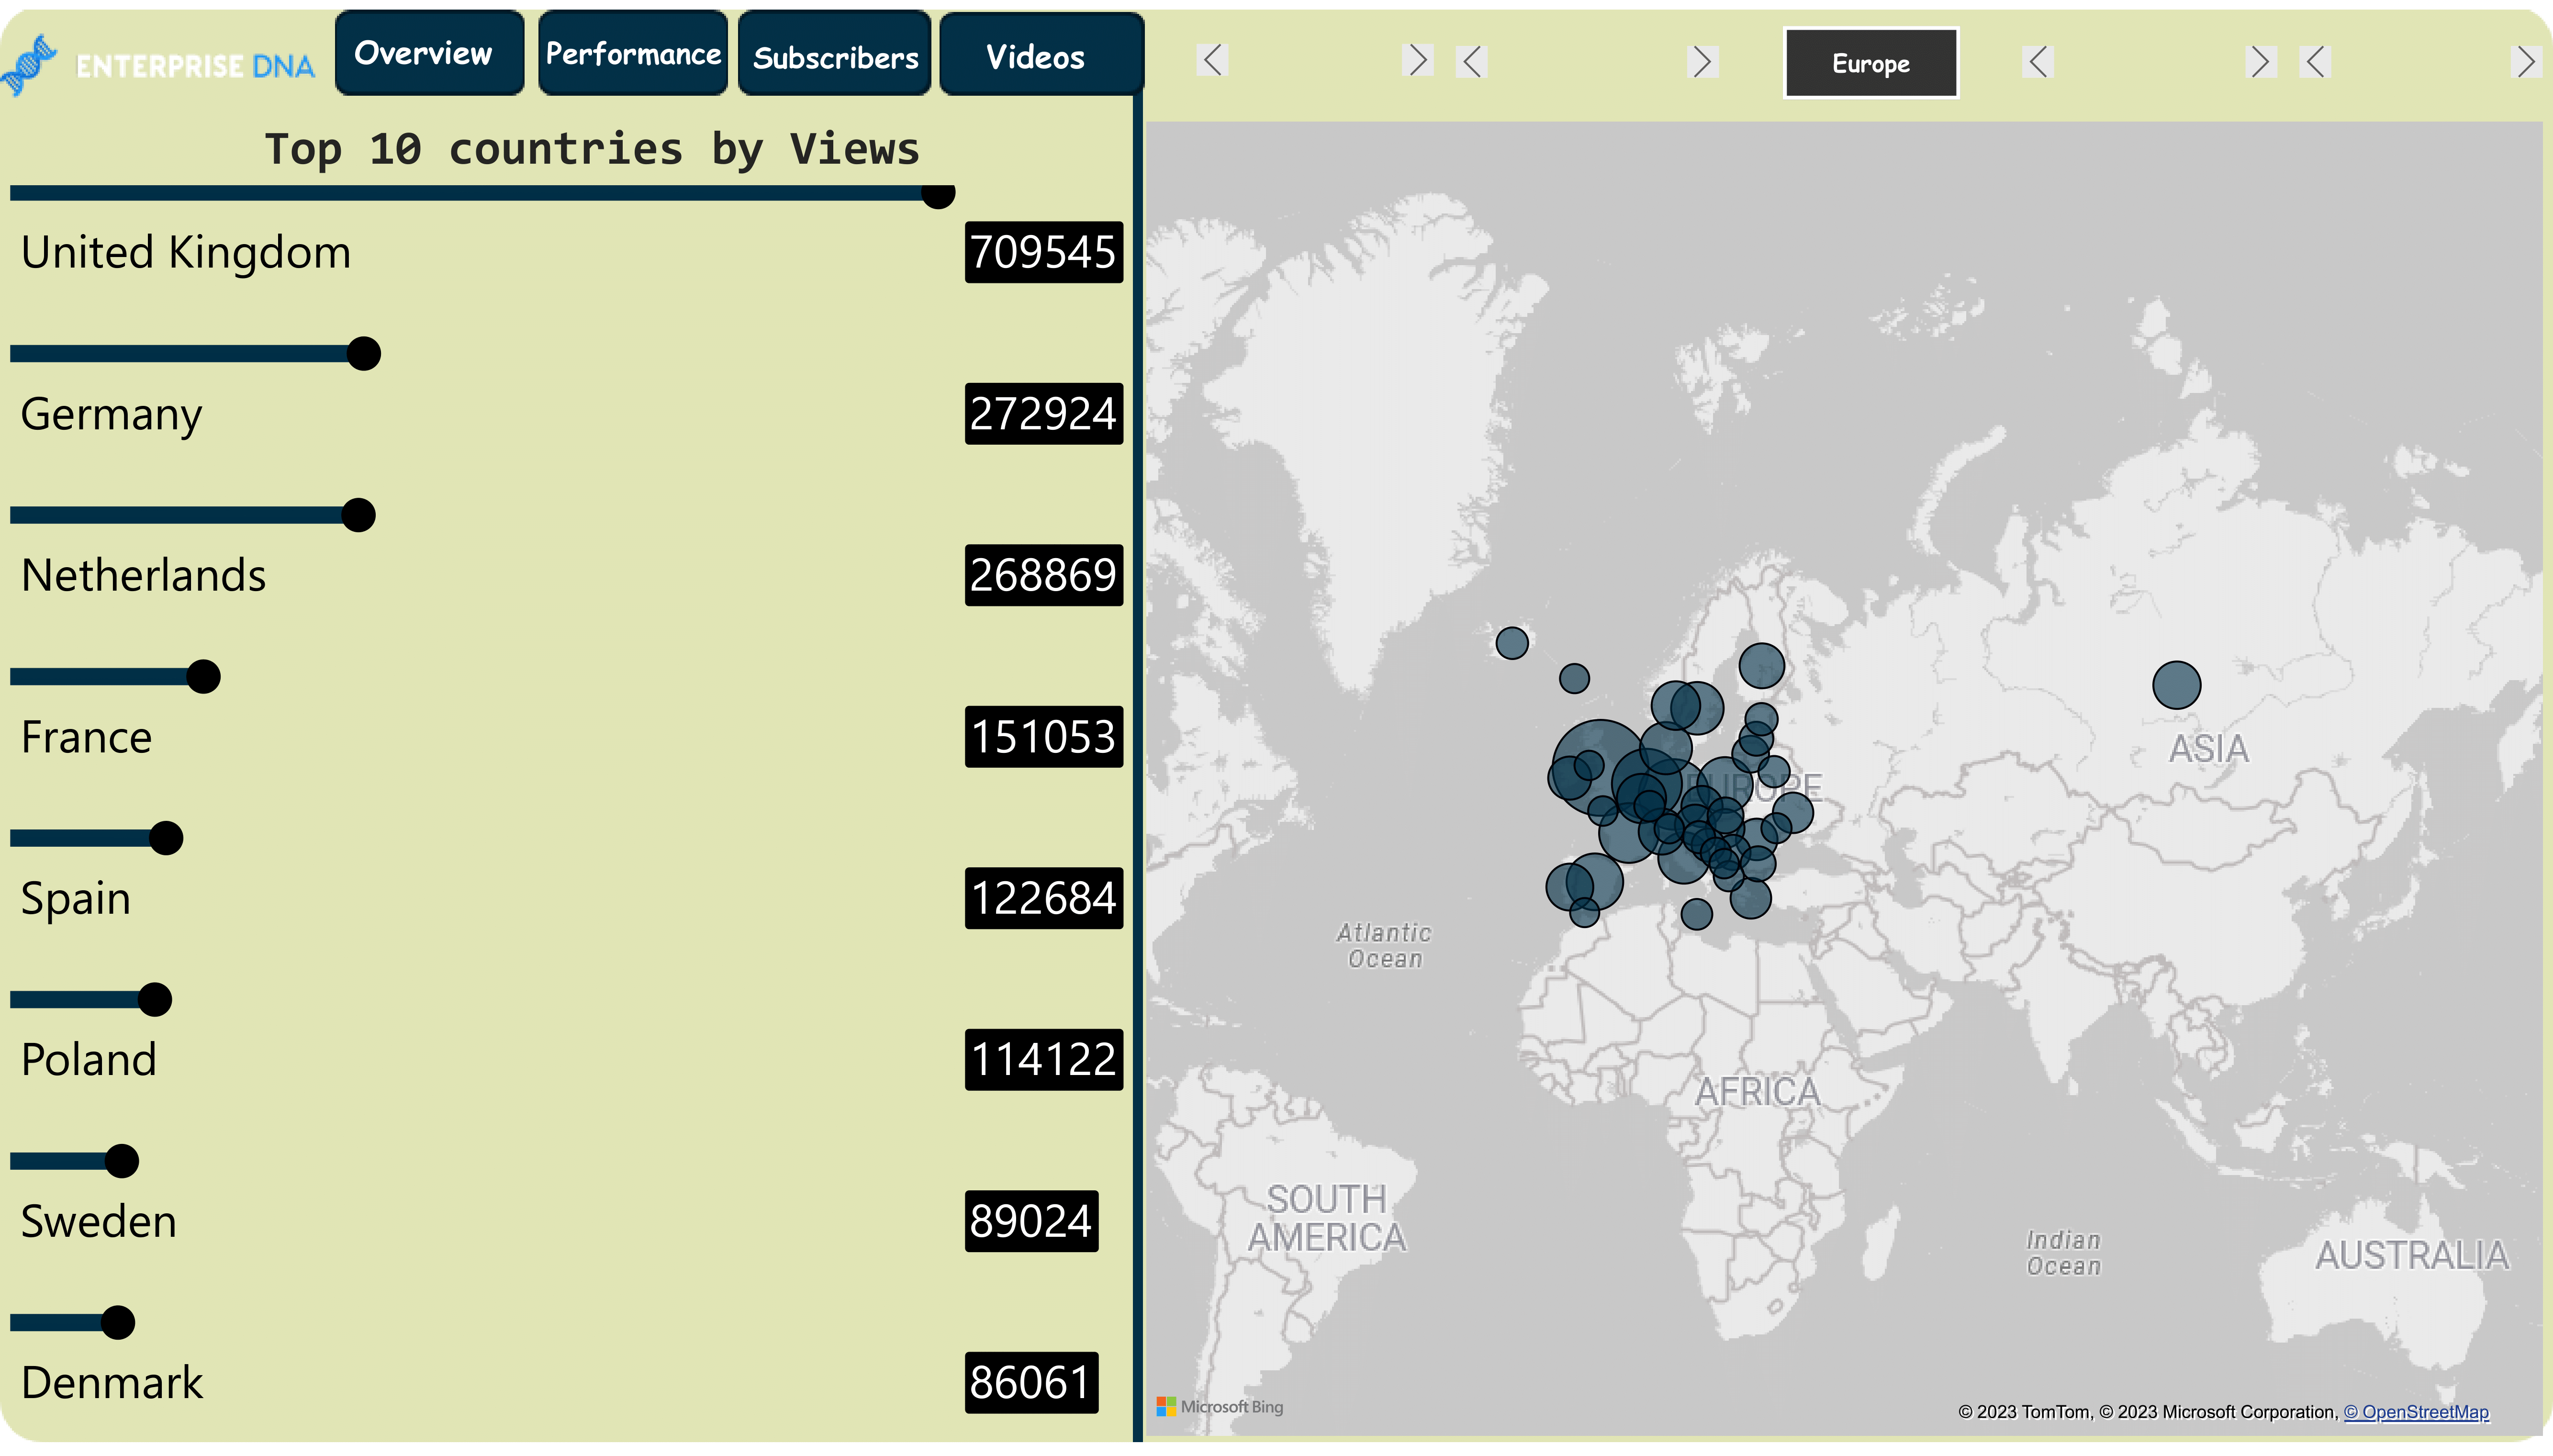 ENTERPRISE DNA
Overview
Performance
Subscribers
Videos
Europe
Top 10 countries by Views
United Kingdom
709545
Germany
272924
Netherlands
268869
France
151053
Spain
122684
Poland
114122
Sweden
89024
Denmark
86061
EUROPE
ASIA
Atlantic
Ocean
AFRICA
SOUTH
AMERICA
Indian
Ocean
AUSTRALIA
Microsoft Bing
© 2023 TomTom, © 2023 Microsoft Corporation, © OpenStreetMap